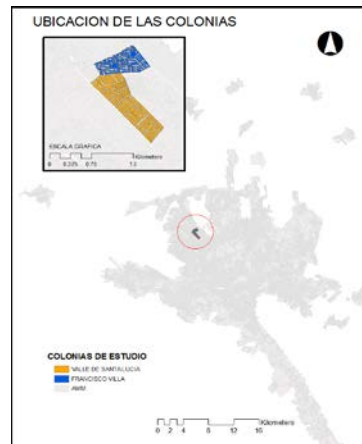 UBICACION DE LAS COLONIAS
ESCALA GRAFICA
Kilometers
0 0.375 0.75 1.5
COLONIAS DE ESTUDIO
VALLE DE SANTA LUCIA
FRANCISCO VILLA
AMM
Kilometers
0 2 4 8 12 16